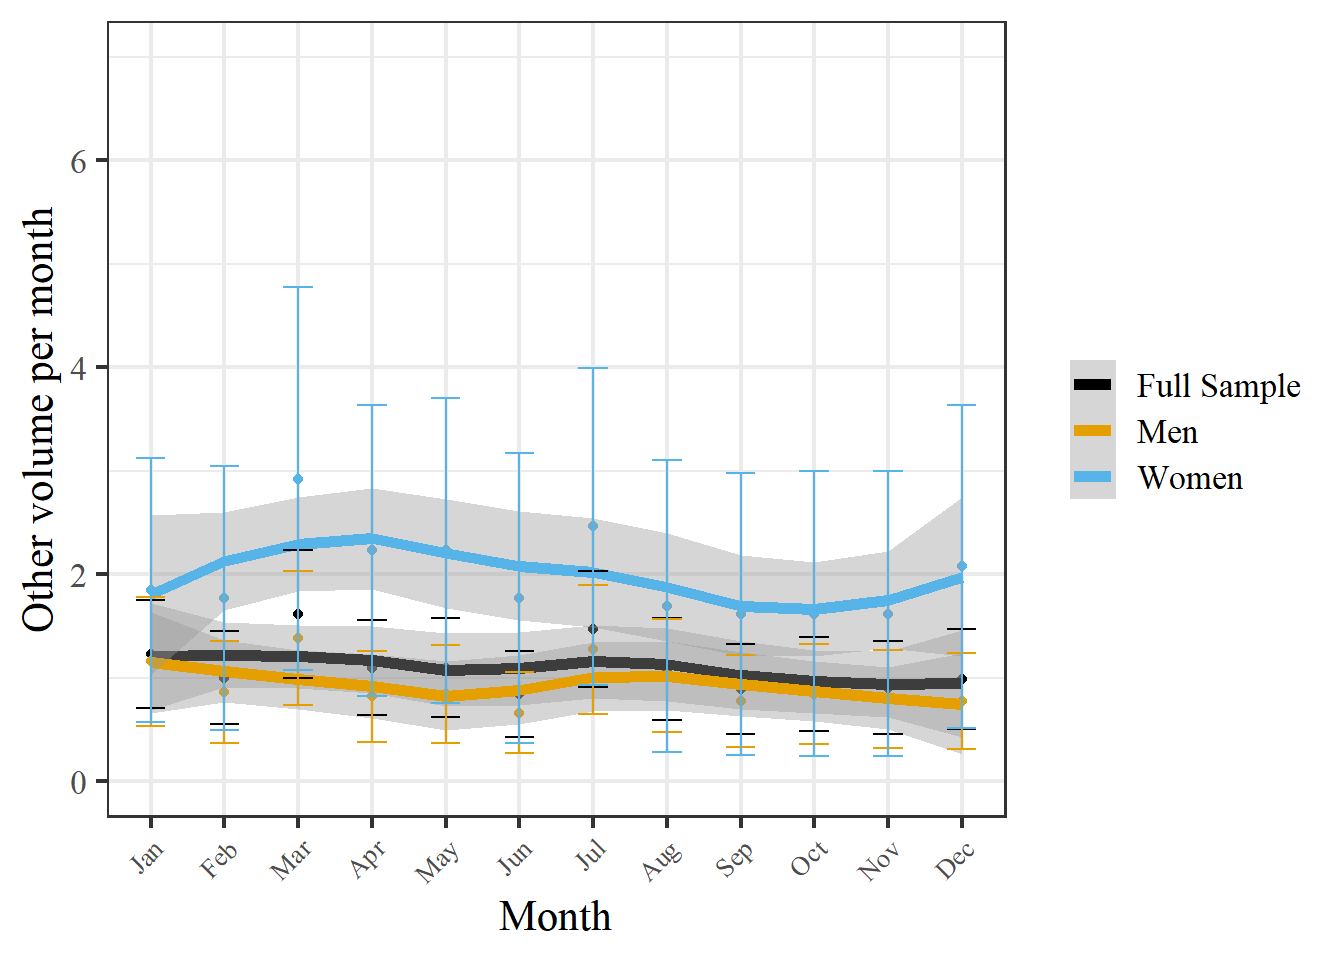 Other volume per month
6
4
2
0
Jan
Feb
Mar
Apr
May
Jun
Jul
Aug
Sep
Oct
Nov
Dec
Month
Full Sample
Men
Women